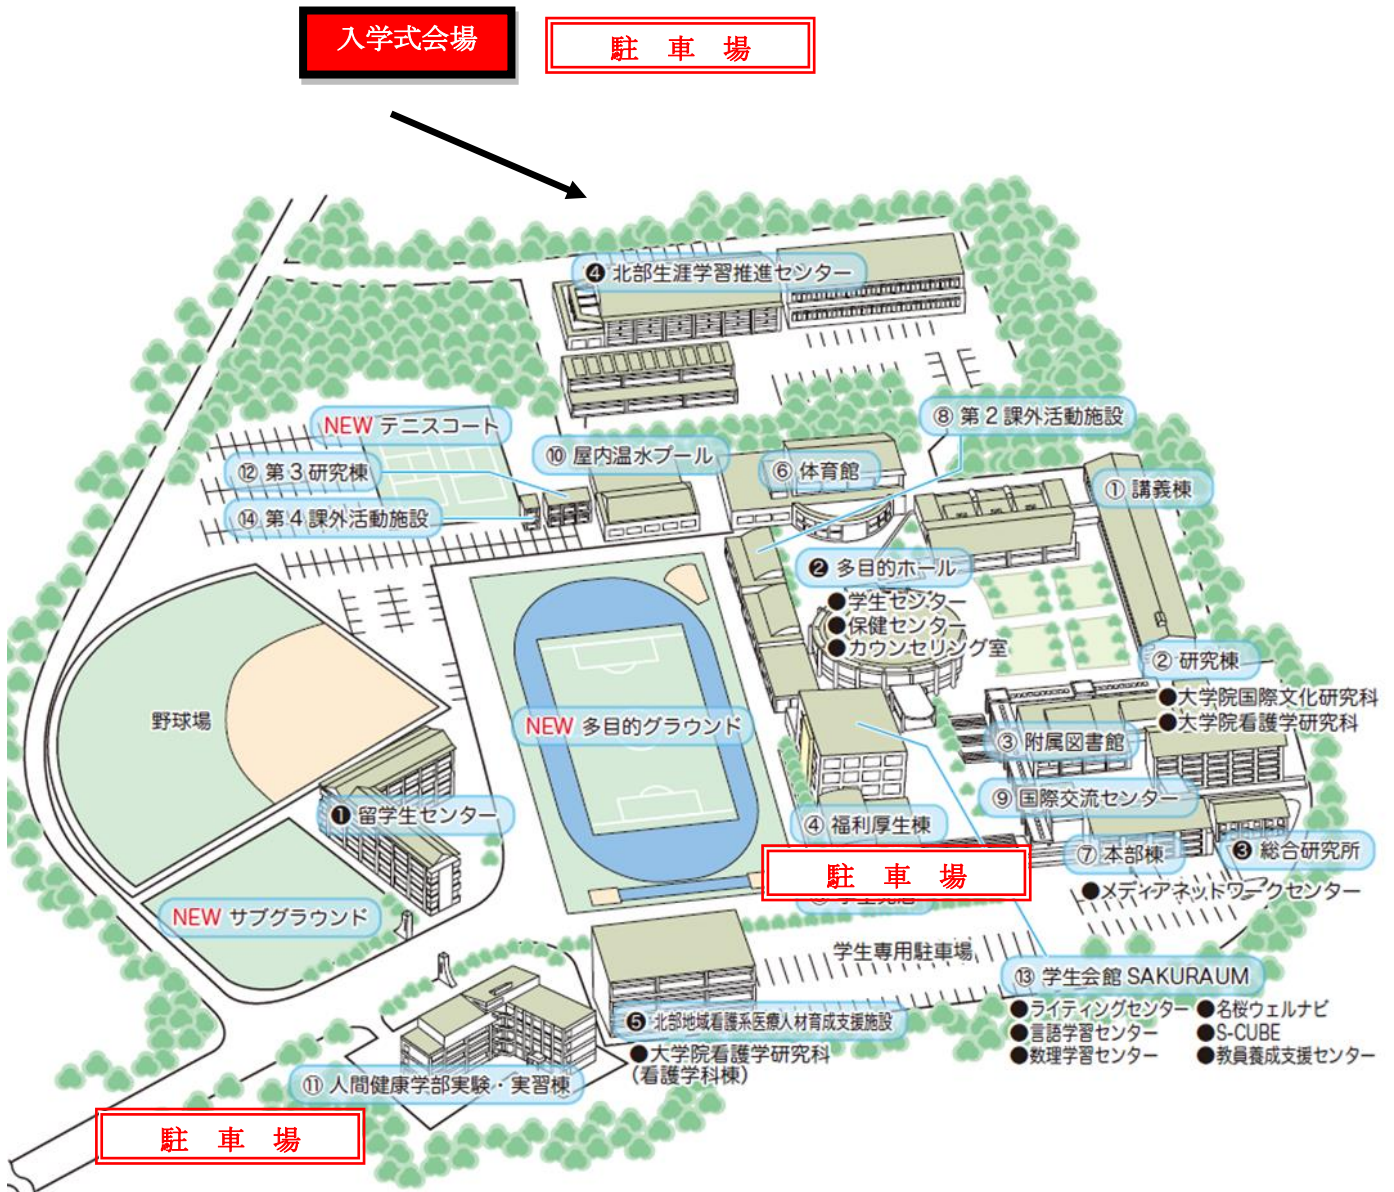 入学式会場
駐 車 場
❹ 北部生涯学習推進センター
⑧ 第2課外活動施設
NEW テニスコート
⑩ 屋内温水プール
⑫ 第3研究棟
⑥ 体育館
① 講義棟
⑭ 第4課外活動施設
❷ 多目的ホール
●学生センター
●保健センター
●カウンセリング室
② 研究棟
●大学院国際文化研究科
●大学院看護学研究科
野球場
NEW 多目的グラウンド
③ 附属図書館
⑨ 国際交流センター
❶ 留学生センター
④ 福利厚生棟
⑦ 本部棟
❸ 総合研究所
駐 車 場
●メディアネットワークセンター
NEW サブグラウンド
学生専用駐車場
⑬ 学生会館 SAKURAUM
●ライティングセンター
●名桜ウェルナビ
●言語学習センター
●S-CUBE
●数理学習センター
●教員養成支援センター
❺ 北部地域看護系医療人材育成支援施設
●大学院看護学研究科
(看護学科棟)
⑪ 人間健康学部実験・実習棟
駐 車 場